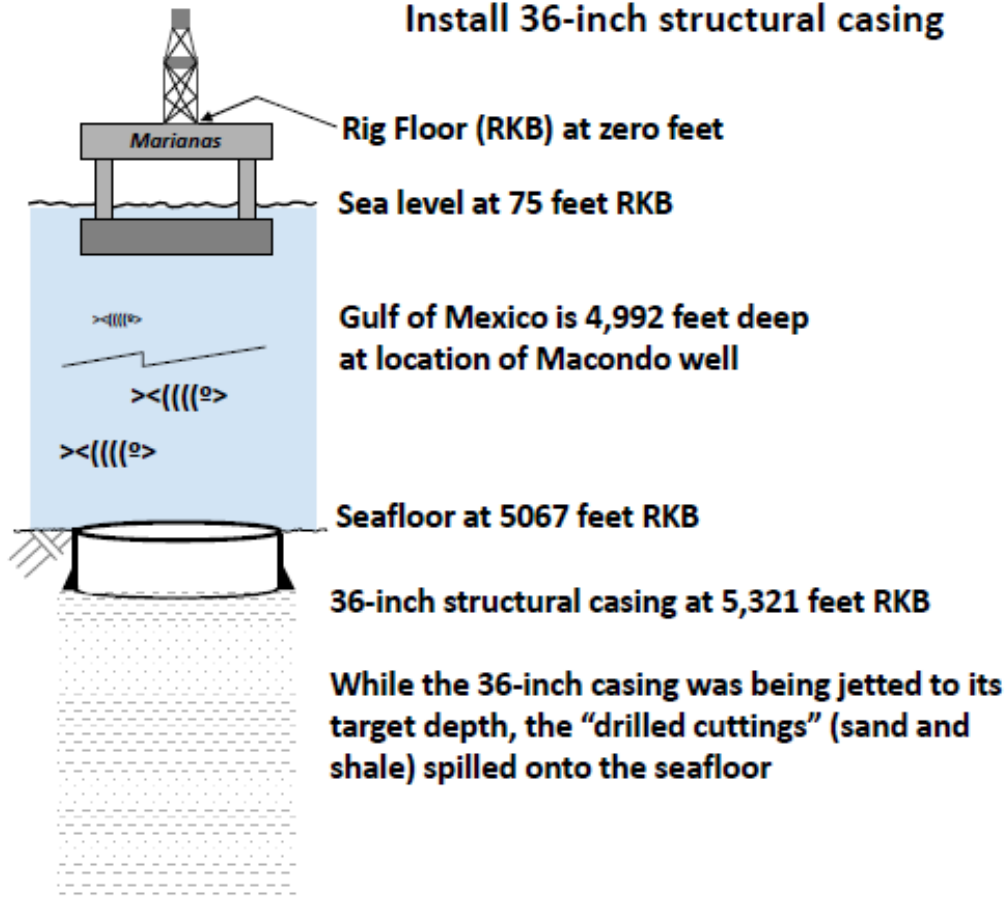 Install 36-inch structural casing
Marianas
Rig Floor (RKB) at zero feet
Sea level at 75 feet RKB
><((((º>
Gulf of Mexico is 4,992 feet deep
at location of Macondo well
><((((º>
><((((º>
Seafloor at 5067 feet RKB
36-inch structural casing at 5,321 feet RKB
While the 36-inch casing was being jetted to its
target depth, the “drilled cuttings” (sand and
shale) spilled onto the seafloor